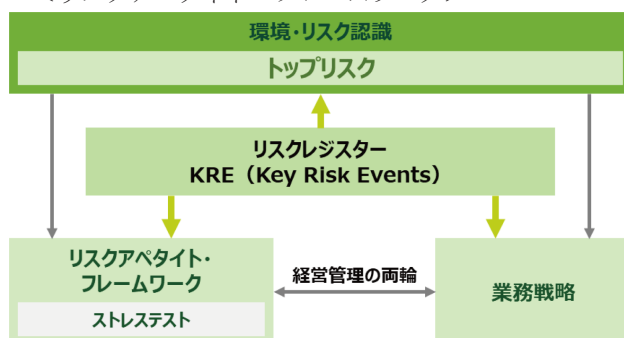 環境・リスク認識
トップリスク
リスクレジスター
KRE（Key Risk Events）
リスクアペタイト・
フレームワーク
経営管理の両輪
業務戦略
ストレステスト